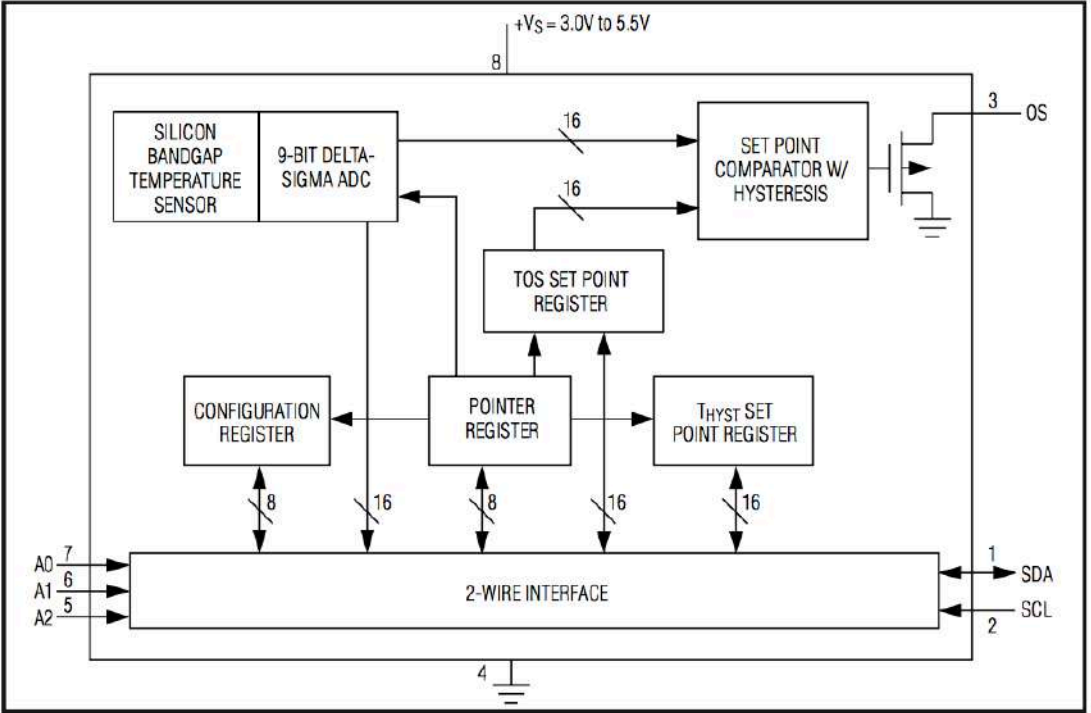 +VS = 3.0V to 5.5V
8
3
OS
SILICON
BANDGAP
TEMPERATURE
SENSOR
9-BIT DELTA-
SIGMA ADC
16
SET POINT
COMPARATOR W/
HYSTERESIS
16
TOS SET POINT
REGISTER
CONFIGURATION
REGISTER
POINTER
REGISTER
THYST SET
POINT REGISTER
8
16
8
16
16
A0 7
A1 6
A2 5
2-WIRE INTERFACE
1
SDA
SCL
2
4